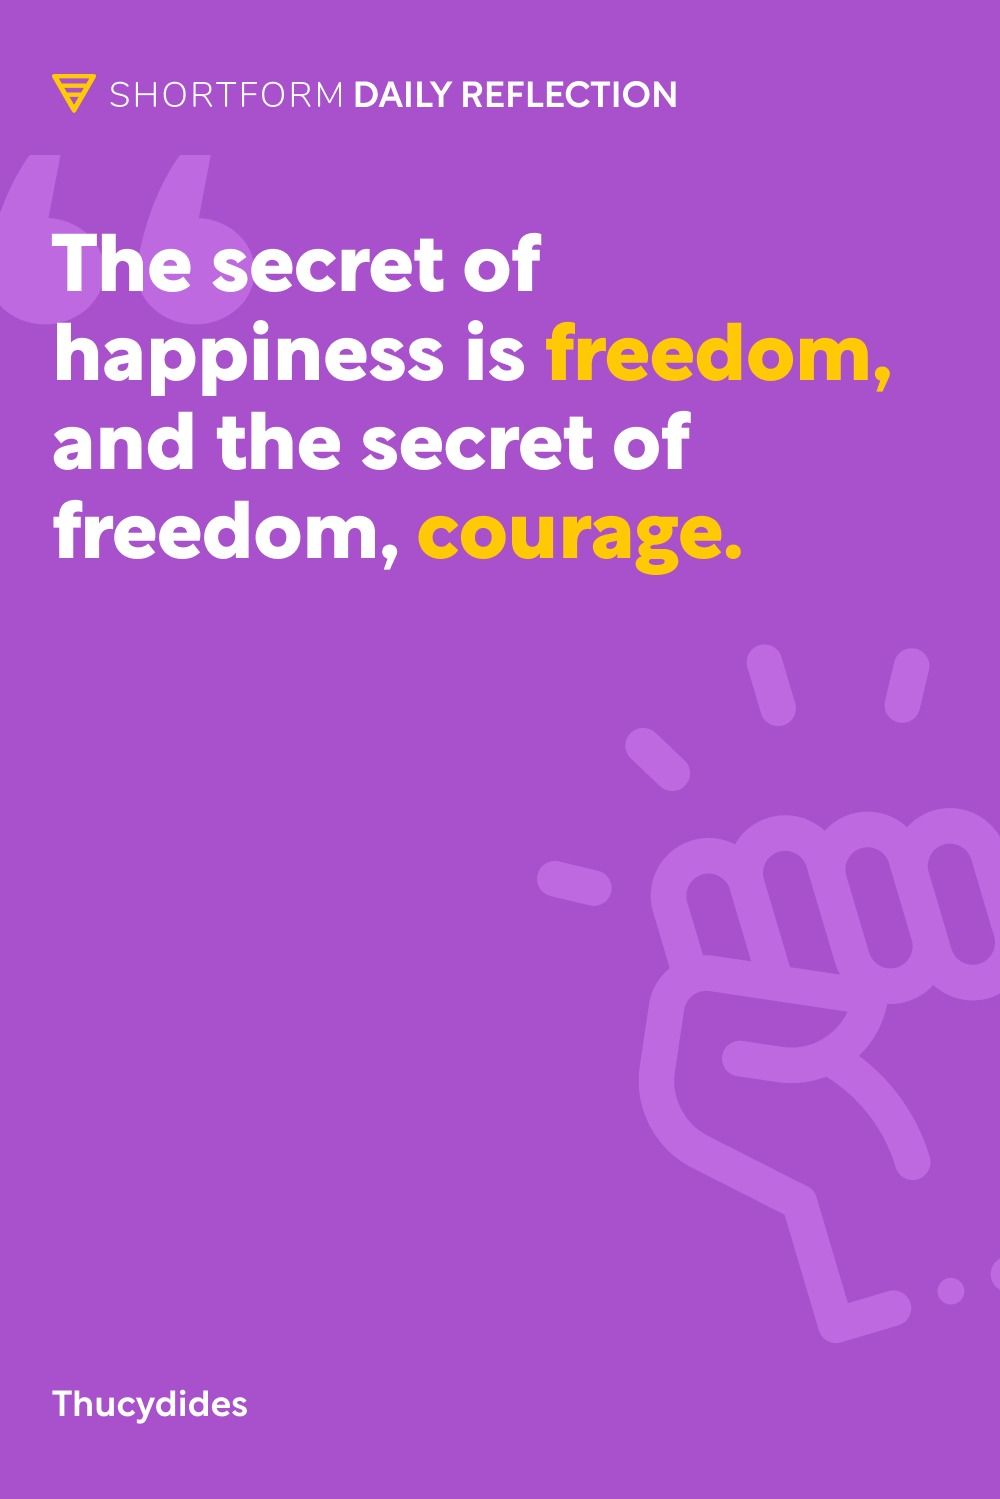 SHORTFORM DAILY REFLECTION
The secret of
happiness is freedom,
and the secret of
freedom, courage.
Thucydides